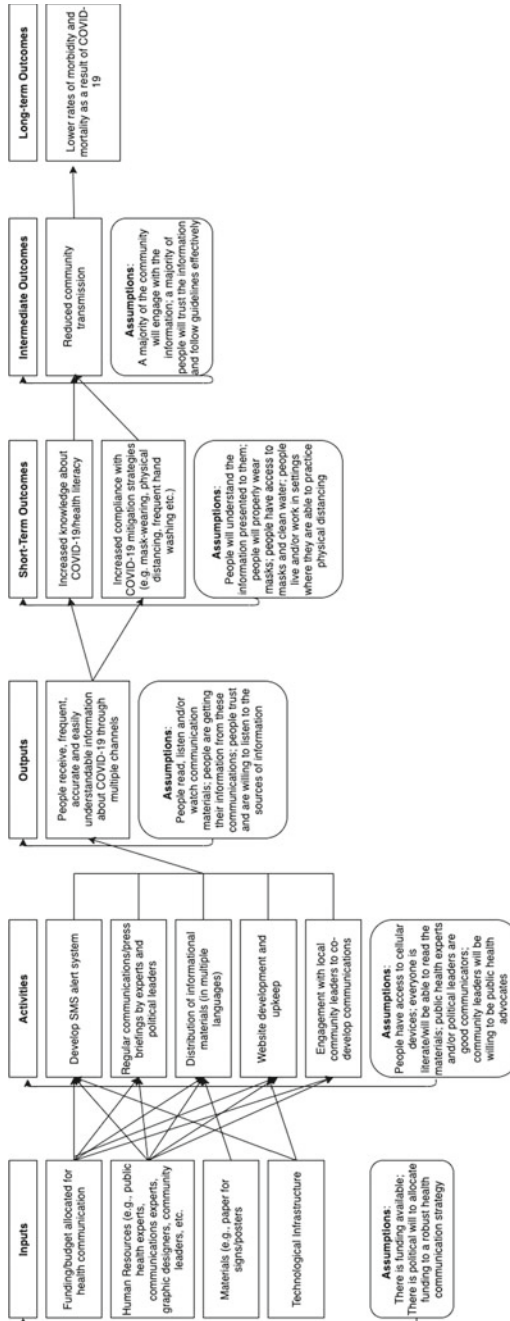 Inputs
Funding/budget allocated for
health communication
Human Resources (e.g., public
health experts,
communications experts,
graphic designers, community
leaders, etc.
Materials (e.g., paper for
signs/posters
Technological Infrastructure
Assumptions:
There is funding available;
There is political will to allocate
funding to a robust health
communication strategy
Activities
Develop SMS alert system
Regular communications/press
briefings by experts and
political leaders
Distribution of informational
materials (in multiple
languages)
Website development and
upkeep
Engagement with local
community leaders to co-
develop communications
Assumptions:
People have access to cellular
devices; everyone is
literate/will be able to read the
materials; public health experts
and/or political leaders are
good communicators;
community leaders will be
willing to be public health
advocates
Outputs
People receive, frequent,
accurate and easily
understandable information
about COVID-19 through
multiple channels
Assumptions:
People read, listen and/or
watch communication
materials; people are getting
their information from these
communications; people trust
and are willing to listen to the
sources of information
Short-Term Outcomes
Increased knowledge about
COVID-19/health literacy
Increased compliance with
COVID-19 mitigation strategies
(e.g. mask-wearing, physical
distancing, frequent hand
washing etc.)
Assumptions:
People will understand the
information presented to them;
people will properly wear
masks; people have access to
masks and clean water; people
live and/or work in settings
where they are able to practice
physical distancing
Intermediate Outcomes
Reduced community
transmission
Assumptions:
A majority of the community
will engage with the
information; a majority of
people will trust the information
and follow guidelines effectively
Long-term Outcomes
Lower rates of morbidity and
mortality as a result of COVID-
19